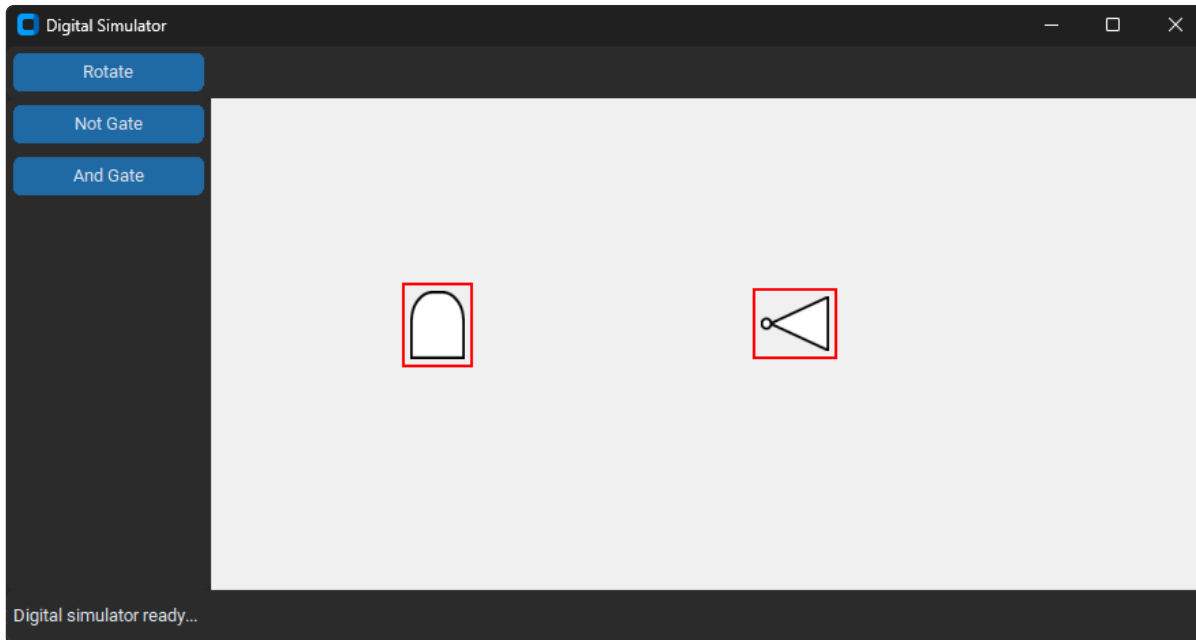 Digital Simulator
Rotate
Not Gate
And Gate
Digital simulator ready...